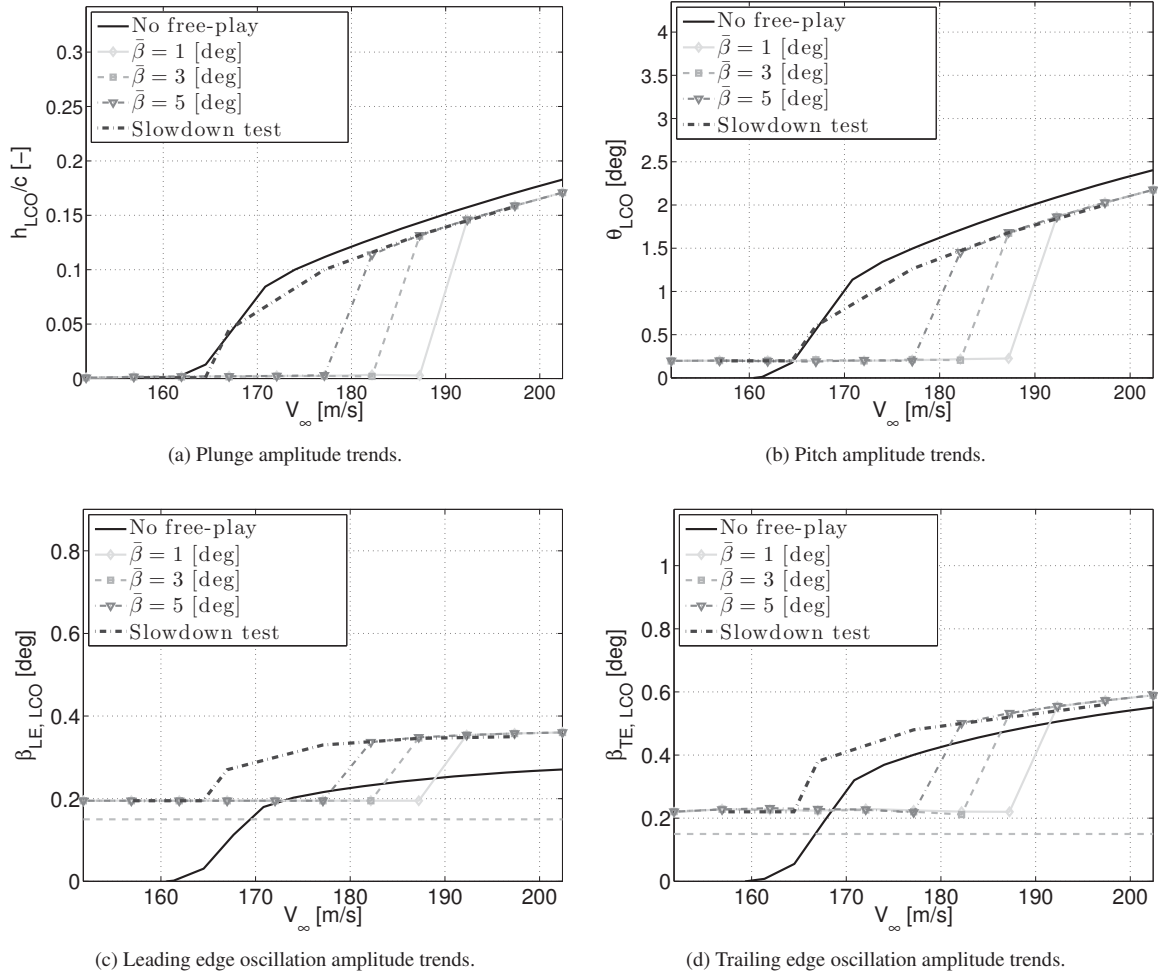 No free-play
β̄ = 1 [deg]
β̄ = 3 [deg]
β̄ = 5 [deg]
Slowdown test
0.3
0.25
0.2
0.15
0.1
0.05
0
h_LCO/c [−]
160 170 180 190 200
V_∞ [m/s]
(a) Plunge amplitude trends.
No free-play
β̄ = 1 [deg]
β̄ = 3 [deg]
β̄ = 5 [deg]
Slowdown test
4
3.5
3
2.5
2
1.5
1
0.5
0
θ_LCO [deg]
160 170 180 190 200
V_∞ [m/s]
(b) Pitch amplitude trends.
No free-play
β̄ = 1 [deg]
β̄ = 3 [deg]
β̄ = 5 [deg]
Slowdown test
0.8
0.6
0.4
0.2
0
β_LE, LCO [deg]
160 170 180 190 200
V_∞ [m/s]
(c) Leading edge oscillation amplitude trends.
No free-play
β̄ = 1 [deg]
β̄ = 3 [deg]
β̄ = 5 [deg]
Slowdown test
1
0.8
0.6
0.4
0.2
0
β_TE, LCO [deg]
160 170 180 190 200
V_∞ [m/s]
(d) Trailing edge oscillation amplitude trends.